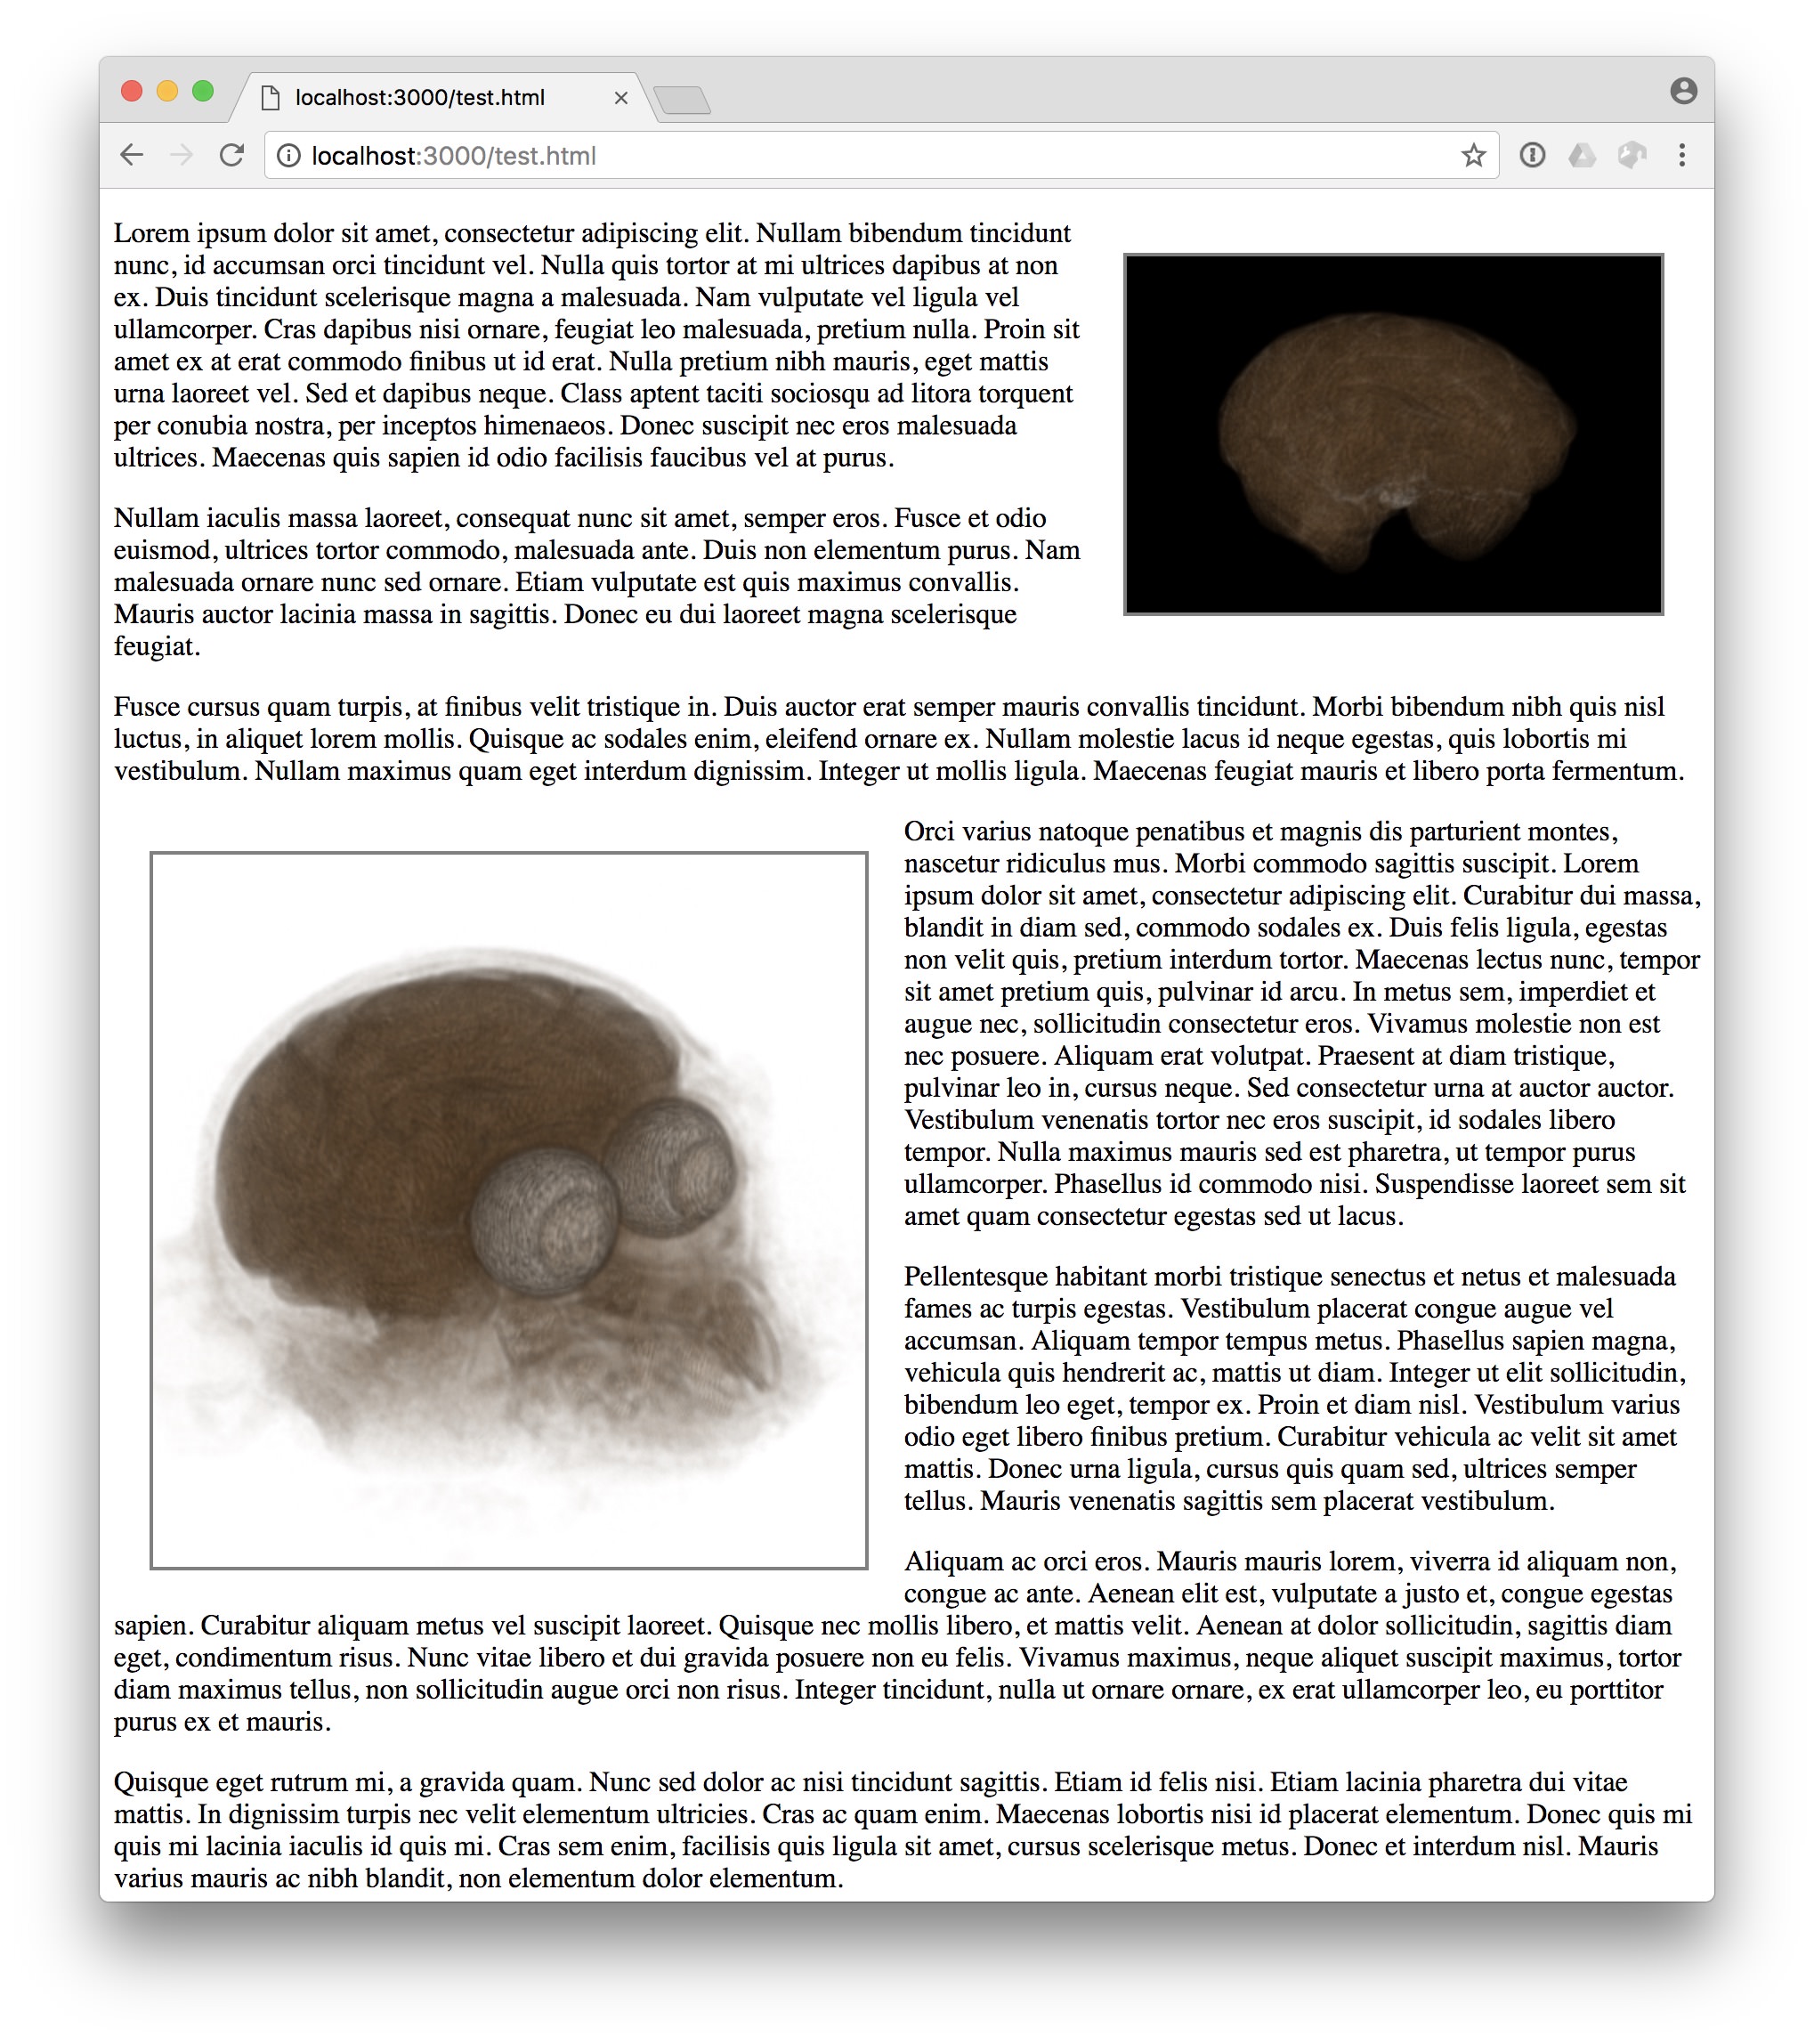 localhost:3000/test.html
localhost:3000/test.html
Lorem ipsum dolor sit amet, consectetur adipiscing elit. Nullam bibendum tincidunt
nunc, id accumsan orci tincidunt vel. Nulla quis tortor at mi ultrices dapibus at non
ex. Duis tincidunt scelerisque magna a malesuada. Nam vulputate vel ligula vel
ullamcorper. Cras dapibus nisi ornare, feugiat leo malesuada, pretium nulla. Proin sit
amet ex at erat commodo finibus ut id erat. Nulla pretium nibh mauris, eget mattis
urna laoreet vel. Sed et dapibus neque. Class aptent taciti sociosqu ad litora torquent
per conubia nostra, per inceptos himenaeos. Donec suscipit nec eros malesuada
ultrices. Maecenas quis sapien id odio facilisis faucibus vel at purus.
Nullam iaculis massa laoreet, consequat nunc sit amet, semper eros. Fusce et odio
euismod, ultrices tortor commodo, malesuada ante. Duis non elementum purus. Nam
malesuada ornare nunc sed ornare. Etiam vulputate est quis maximus convallis.
Mauris auctor lacinia massa in sagittis. Donec eu dui laoreet magna scelerisque
feugiat.
Fusce cursus quam turpis, at finibus velit tristique in. Duis auctor erat semper mauris convallis tincidunt. Morbi bibendum nibh quis nisl
luctus, in aliquet lorem mollis. Quisque ac sodales enim, eleifend ornare ex. Nullam molestie lacus id neque egestas, quis lobortis mi
vestibulum. Nullam maximus quam eget interdum dignissim. Integer ut mollis ligula. Maecenas feugiat mauris et libero porta fermentum.
Orci varius natoque penatibus et magnis dis parturient montes,
nascetur ridiculus mus. Morbi commodo sagittis suscipit. Lorem
ipsum dolor sit amet, consectetur adipiscing elit. Curabitur dui massa,
blandit in diam sed, commodo sodales ex. Duis felis ligula, egestas
non velit quis, pretium interdum tortor. Maecenas lectus nunc, tempor
sit amet pretium quis, pulvinar id arcu. In metus sem, imperdiet et
augue nec, sollicitudin consectetur eros. Vivamus molestie non est
nec posuere. Aliquam erat volutpat. Praesent at diam tristique,
pulvinar leo in, cursus neque. Sed consectetur urna at auctor auctor.
Vestibulum venenatis tortor nec eros suscipit, id sodales libero
tempor. Nulla maximus mauris sed est pharetra, ut tempor purus
ullamcorper. Phasellus id commodo nisi. Suspendisse laoreet sem sit
amet quam consectetur egestas sed ut lacus.
Pellentesque habitant morbi tristique senectus et netus et malesuada
fames ac turpis egestas. Vestibulum placerat congue augue vel
accumsan. Aliquam tempor tempus metus. Phasellus sapien magna,
vehicula quis hendrerit ac, mattis ut diam. Integer ut elit sollicitudin,
bibendum leo eget, tempor ex. Proin et diam nisl. Vestibulum varius
odio eget libero finibus pretium. Curabitur vehicula ac velit sit amet
mattis. Donec urna ligula, cursus quis quam sed, ultrices semper
tellus. Mauris venenatis sagittis sem placerat vestibulum.
Aliquam ac orci eros. Mauris mauris lorem, viverra id aliquam non,
congue ac ante. Aenean elit est, vulputate a justo et, congue egestas
sapien. Curabitur aliquam metus vel suscipit laoreet. Quisque nec mollis libero, et mattis velit. Aenean at dolor sollicitudin, sagittis diam
eget, condimentum risus. Nunc vitae libero et dui gravida posuere non eu felis. Vivamus maximus, neque aliquet suscipit maximus, tortor
diam maximus tellus, non sollicitudin augue orci non risus. Integer tincidunt, nulla ut ornare ornare, ex erat ullamcorper leo, eu porttitor
purus ex et mauris.
Quisque eget rutrum mi, a gravida quam. Nunc sed dolor ac nisi tincidunt sagittis. Etiam id felis nisi. Etiam lacinia pharetra dui vitae
mattis. In dignissim turpis nec velit elementum ultricies. Cras ac quam enim. Maecenas lobortis nisi id placerat elementum. Donec quis mi
quis mi lacinia iaculis id quis mi. Cras sem enim, facilisis quis ligula sit amet, cursus scelerisque metus. Donec et interdum nisl. Mauris
varius mauris ac nibh blandit, non elementum dolor elementum.